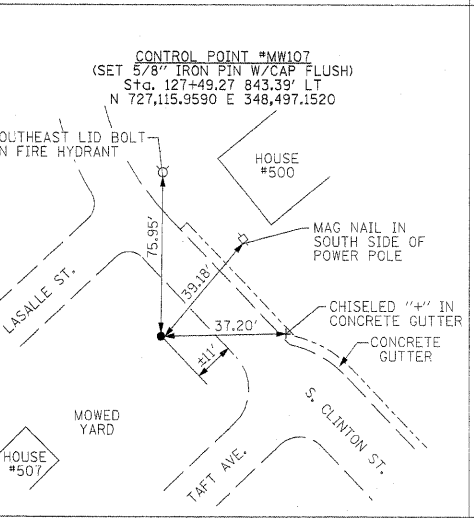 CONTROL POINT #MW107
(SET 5/8" IRON PIN W/CAP FLUSH)
Sta. 127+49.27 843.39' LT
N 727,115.9590 E 348,497.1520
OUTHEAST LID BOLT
N FIRE HYDRANT
HOUSE
#500
75.95'
MAG NAIL IN
SOUTH SIDE OF
POWER POLE
39.18'
LASALLE ST.
37.20'
CHISELED "+" IN
CONCRETE GUTTER
CONCRETE
GUTTER
±11'
MOWED
YARD
S. CLINTON ST.
HOUSE
#507
TAFT AVE.